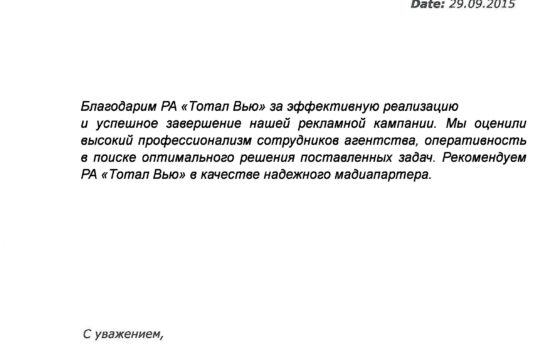 Date: 29.09.2015
Благодарим РА «Тотал Вью» за эффективную реализацию
и успешное завершение нашей рекламной кампании. Мы оценили
высокий профессионализм сотрудников агентства, оперативность
в поиске оптимального решения поставленных задач. Рекомендуем
РА «Тотал Вью» в качестве надежного мадиапартера.
С уважением,